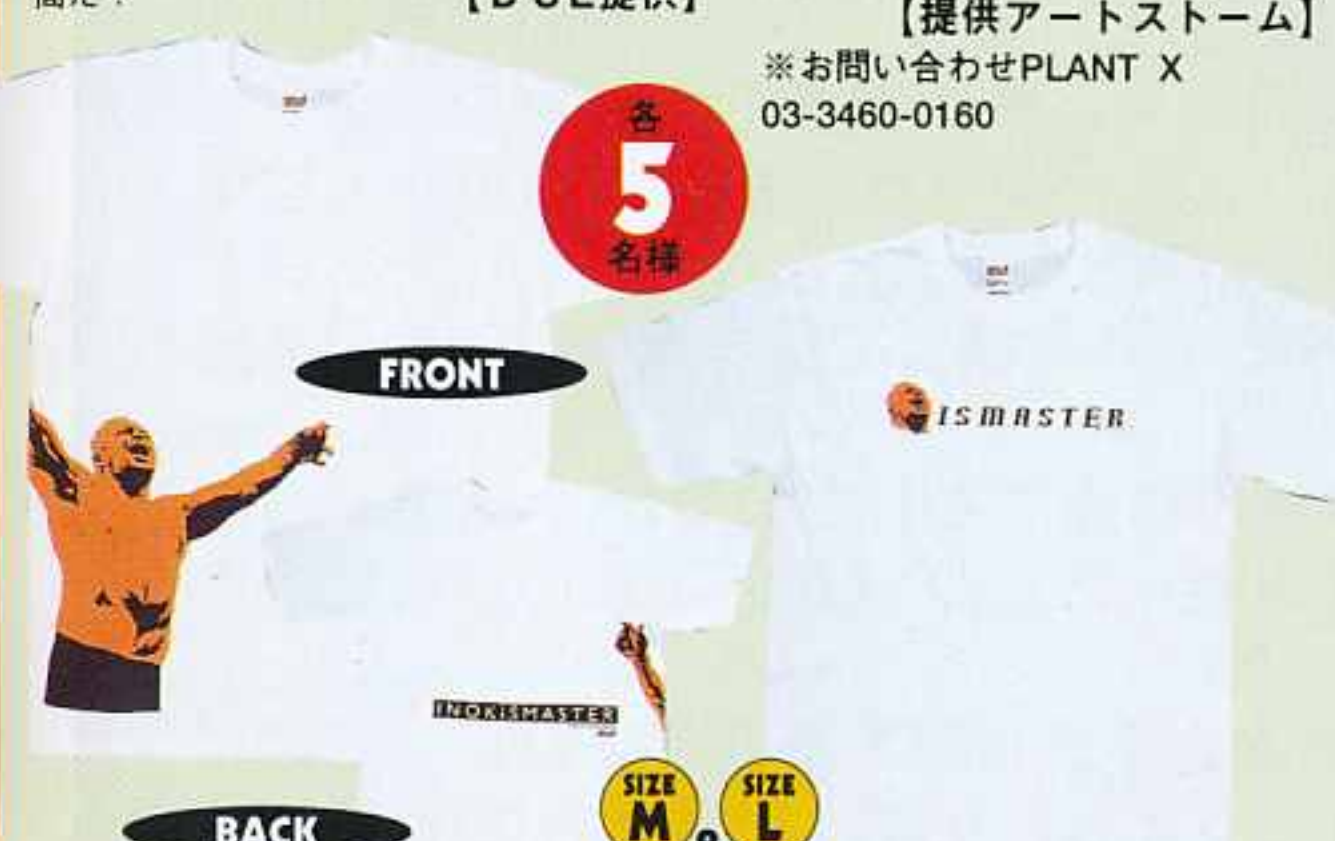 【提供アートストーム】
※お問い合わせPLANT X
03-3460-0160
各
5
名様
FRONT
ISMASTER
INOKISMASTER
SIZE
M
SIZE
L
BACK